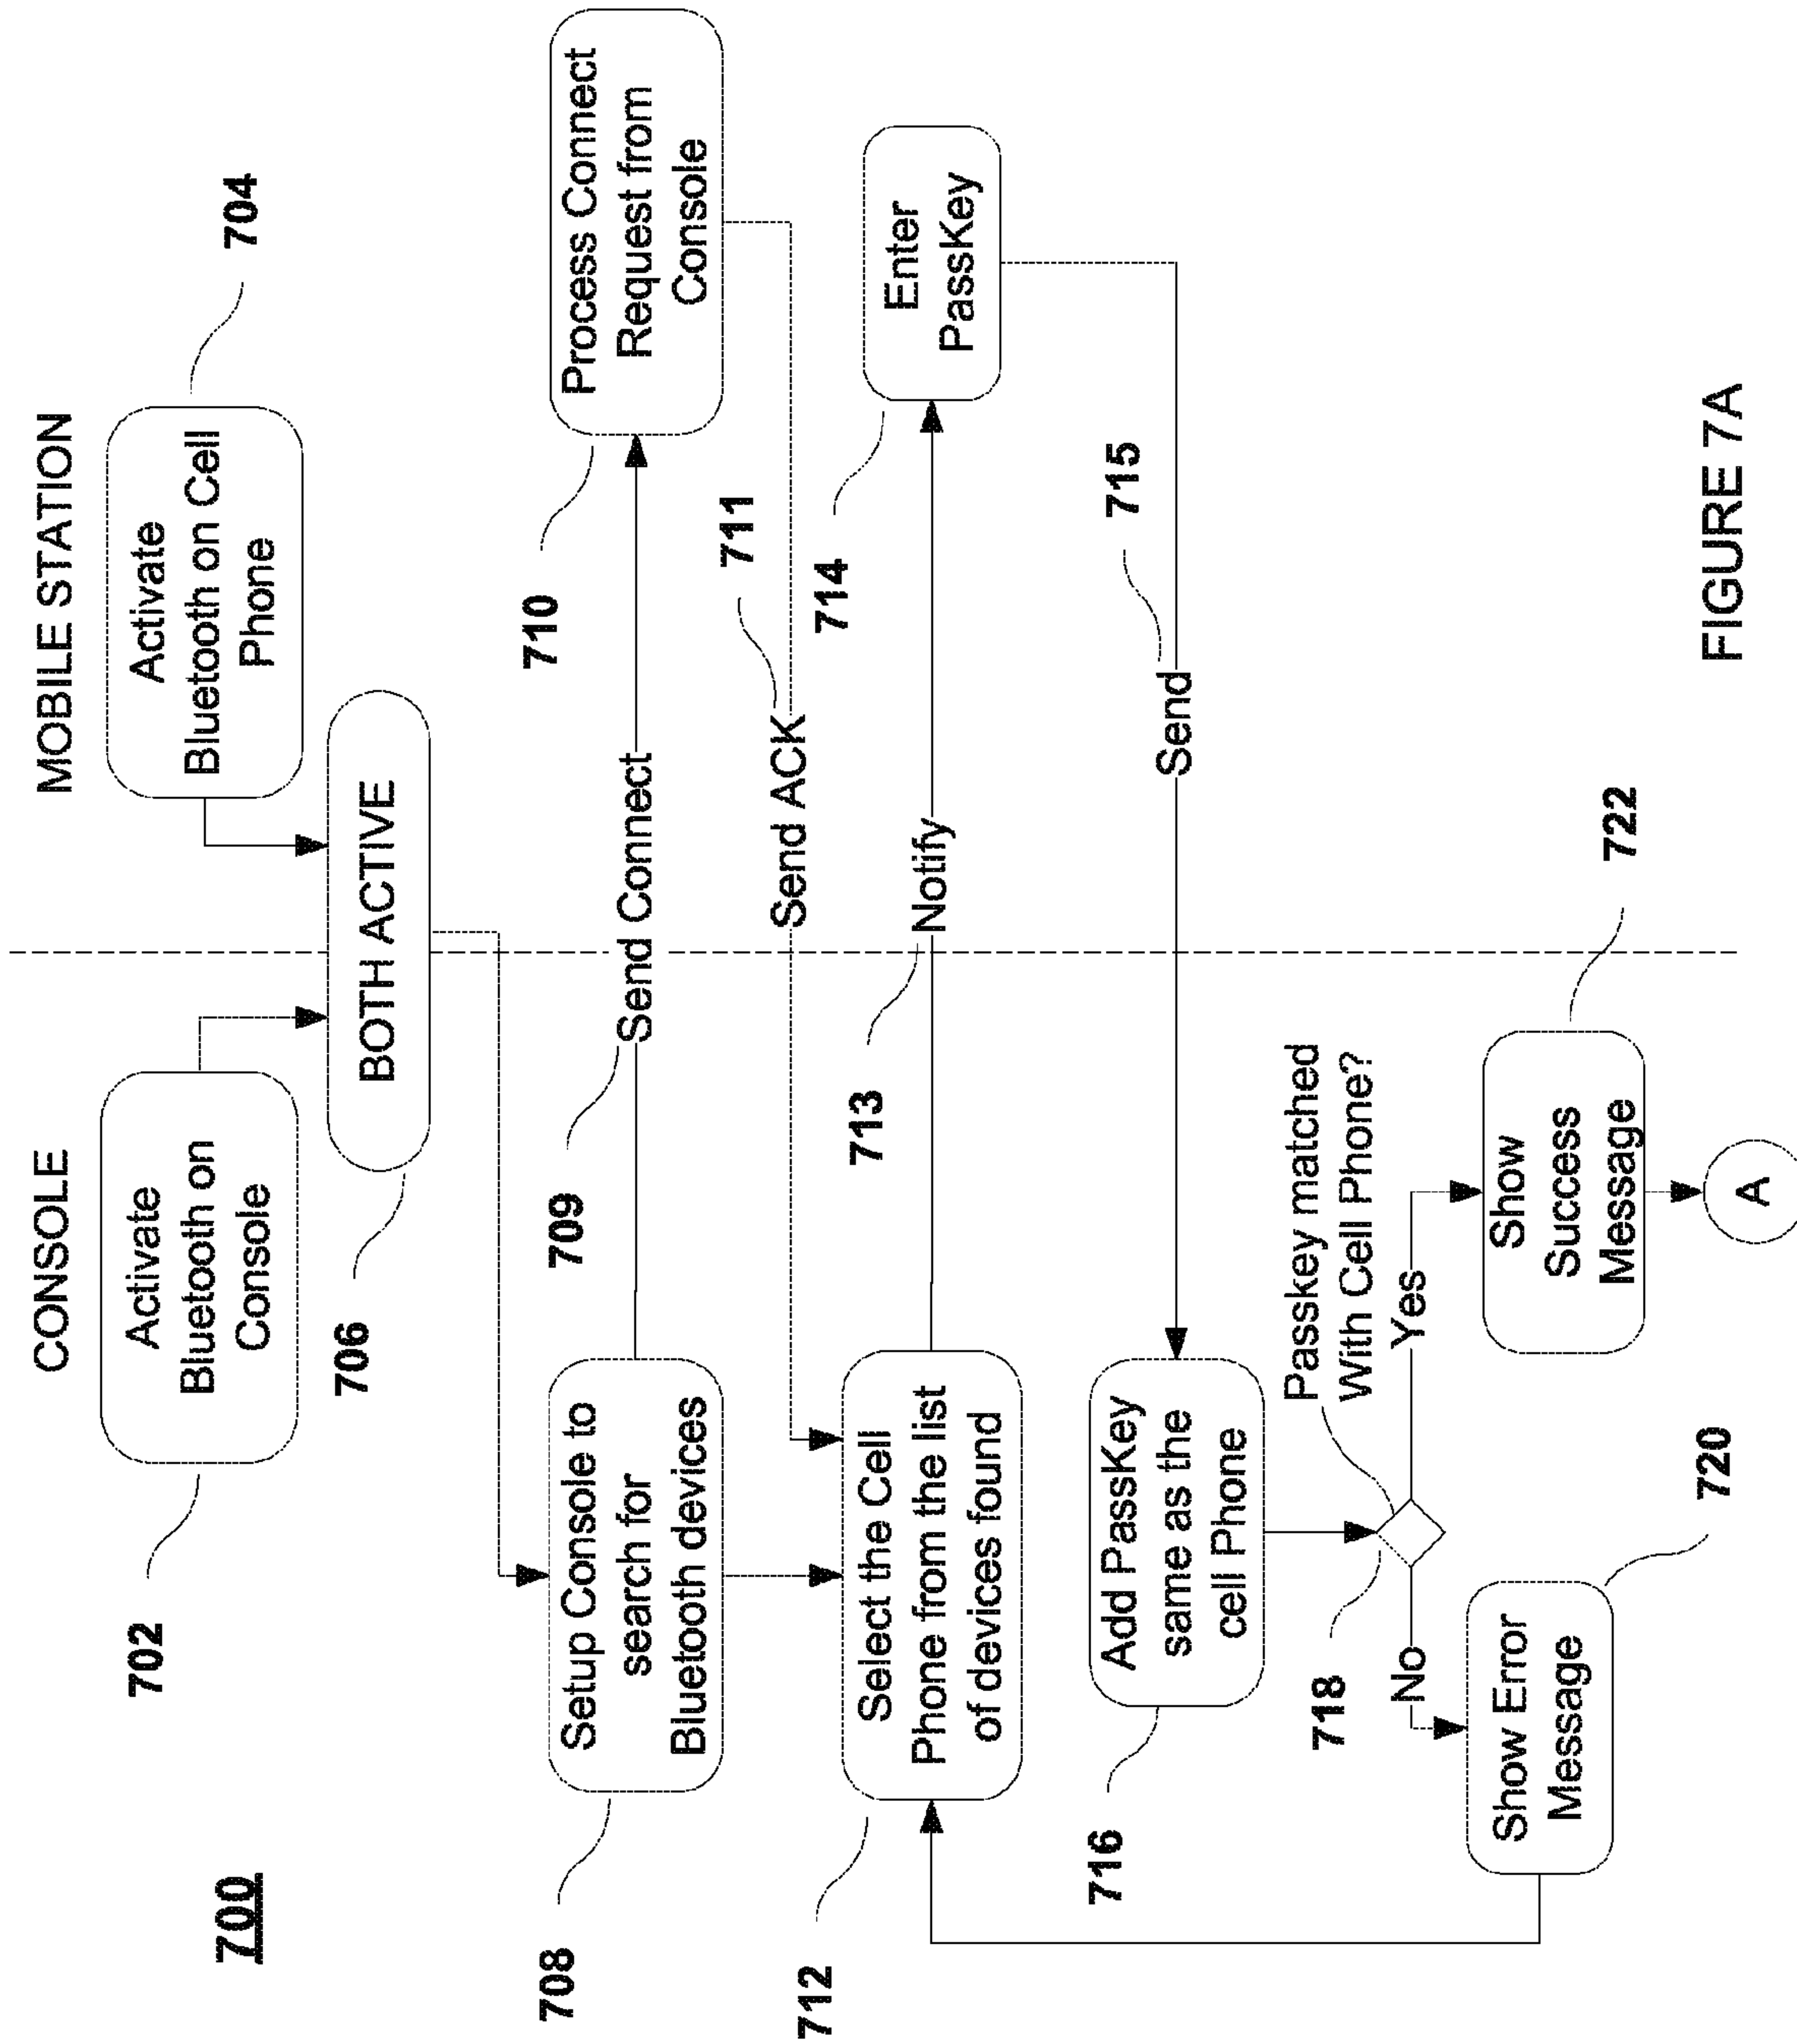 700
CONSOLE
MOBILE STATION
702
Activate
Bluetooth on
Console
Activate
Bluetooth on Cell
Phone
704
706
BOTH ACTIVE
708
Setup Console to
search for
Bluetooth devices
709
Send Connect
710
Process Connect
Request from
Console
711
Send ACK
712
Select the Cell
Phone from the list
of devices found
713
Notify
714
Enter
PassKey
715
Send
716
Add PassKey
same as the
cell Phone
718
Passkey matched
With Cell Phone?
No
Yes
Show Error
Message
720
Show
Success
Message
722
A
FIGURE 7A